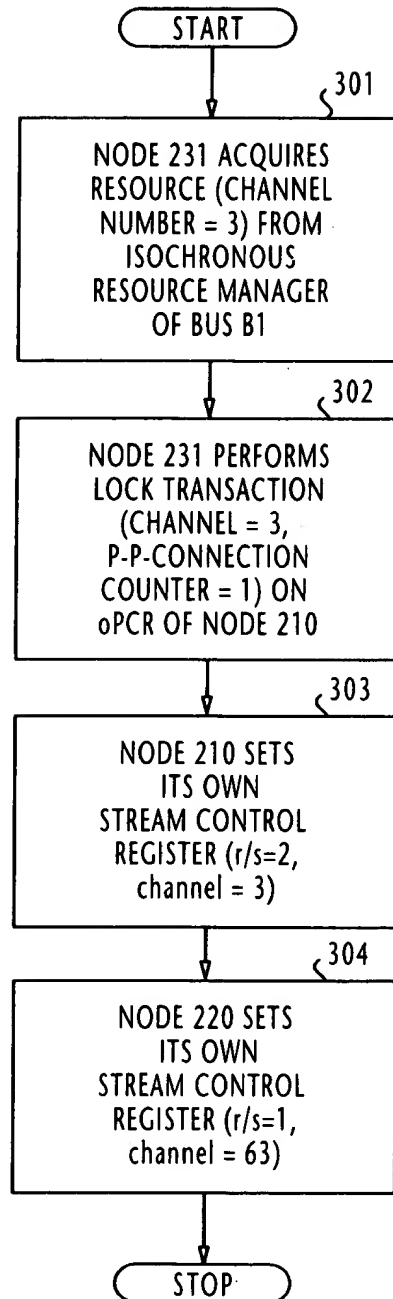 START
301
NODE 231 ACQUIRES
RESOURCE (CHANNEL
NUMBER = 3) FROM
ISOCHRONOUS
RESOURCE MANAGER
OF BUS B1
302
NODE 231 PERFORMS
LOCK TRANSACTION
(CHANNEL = 3,
P-P-CONNECTION
COUNTER = 1) ON
oPCR OF NODE 210
303
NODE 210 SETS
ITS OWN
STREAM CONTROL
REGISTER (r/s=2,
channel = 3)
304
NODE 220 SETS
ITS OWN
STREAM CONTROL
REGISTER (r/s=1,
channel = 63)
STOP